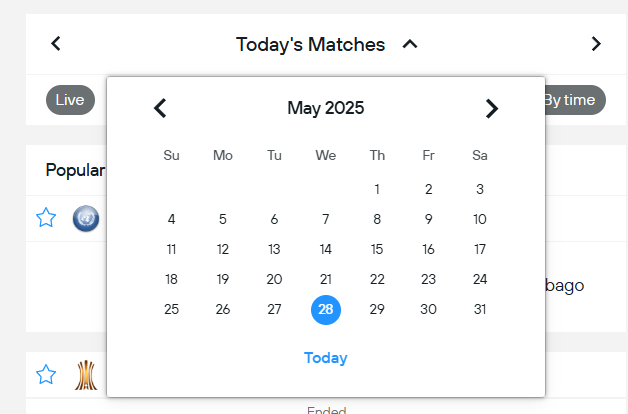 Today's Matches
Live
By time
May 2025
Su Mo Tu We Th Fr Sa
1 2 3
4 5 6 7 8 9 10
11 12 13 14 15 16 17
18 19 20 21 22 23 24
25 26 27 28 29 30 31
Today
Popular
bago
Ended